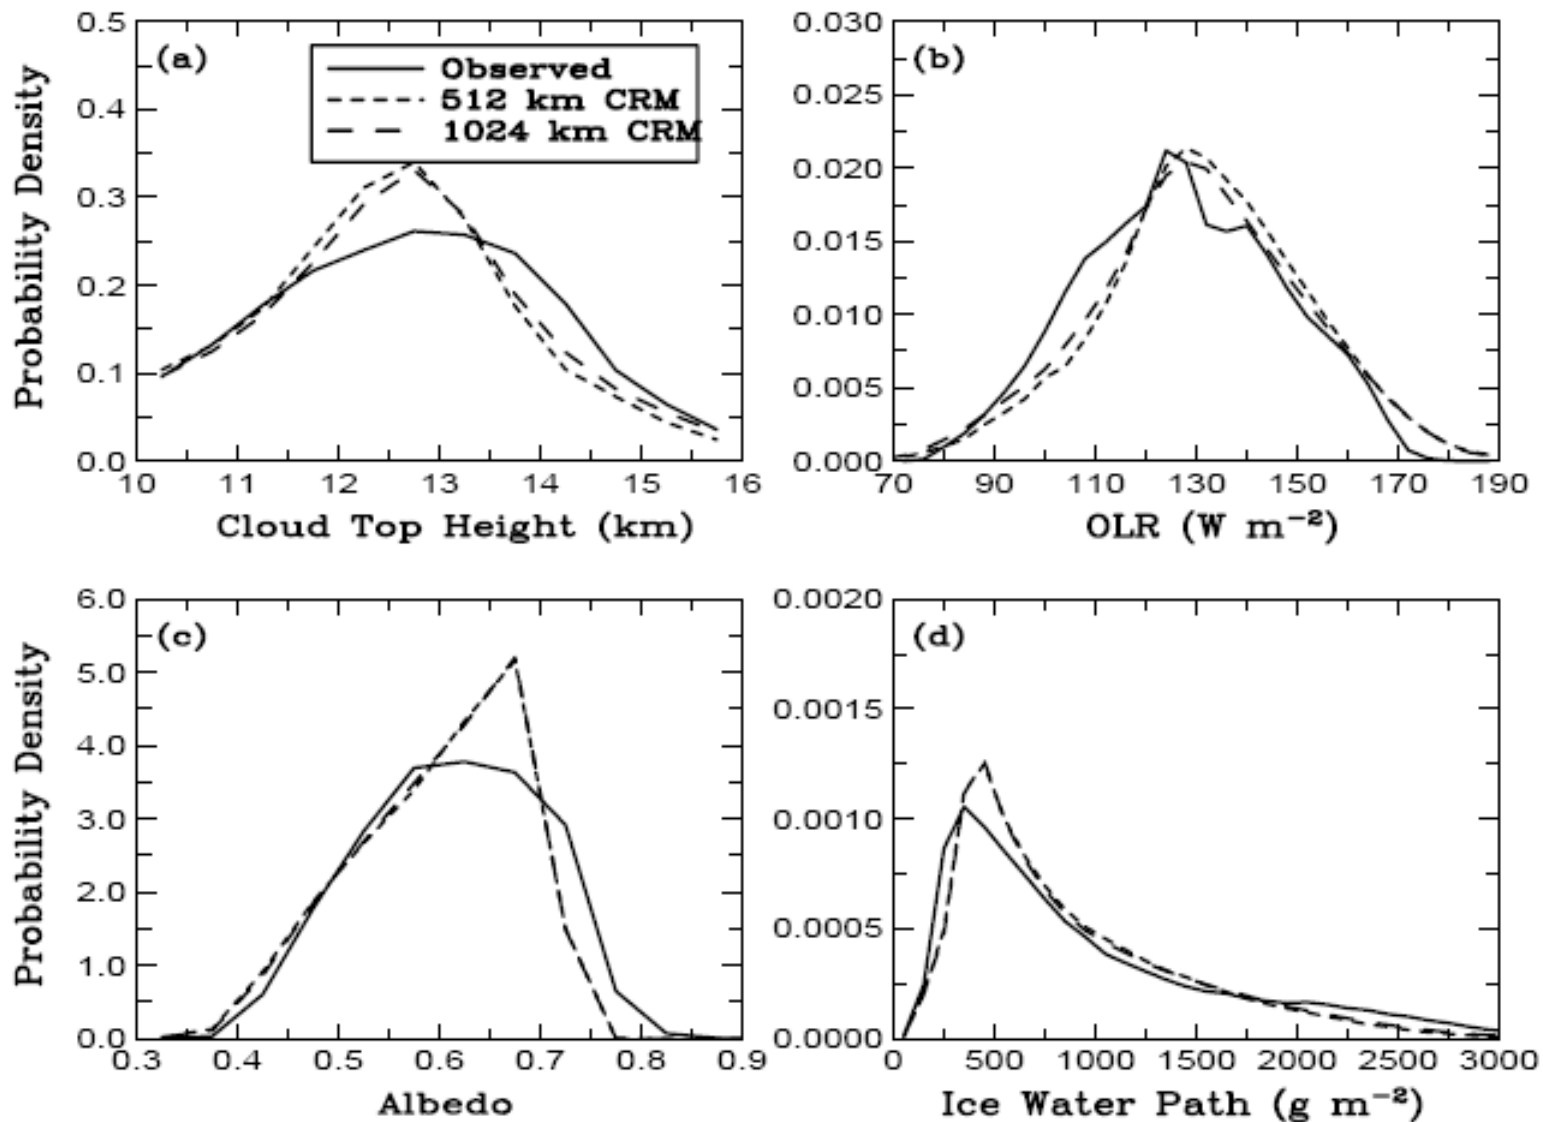 (a)
Observed
512 km CRM
1024 km CRM
Probability Density
0.5
0.4
0.3
0.2
0.1
0.0
10 11 12 13 14 15 16
Cloud Top Height (km)
(b)
0.030
0.025
0.020
0.015
0.010
0.005
0.000
70 90 110 130 150 170 190
OLR (W m⁻²)
(c)
Probability Density
6.0
5.0
4.0
3.0
2.0
1.0
0.0
0.3 0.4 0.5 0.6 0.7 0.8 0.9
Albedo
(d)
0.0020
0.0015
0.0010
0.0005
0.0000
0 500 1000 1500 2000 2500 3000
Ice Water Path (g m⁻²)